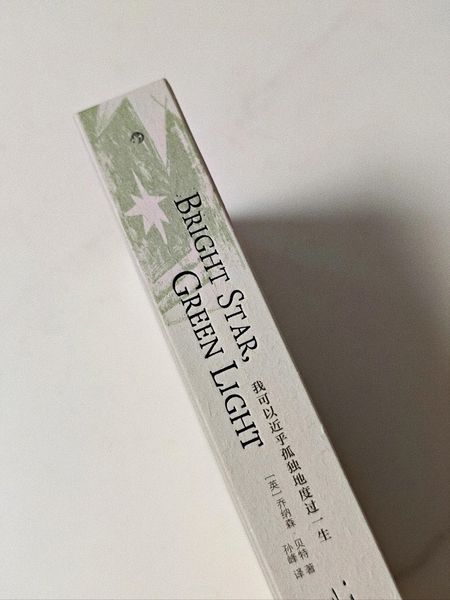 BRIGHT STAR,
GREEN LIGHT
我可以近乎孤独地度过一生
[英]乔纳森·贝特 著
孙峰 译